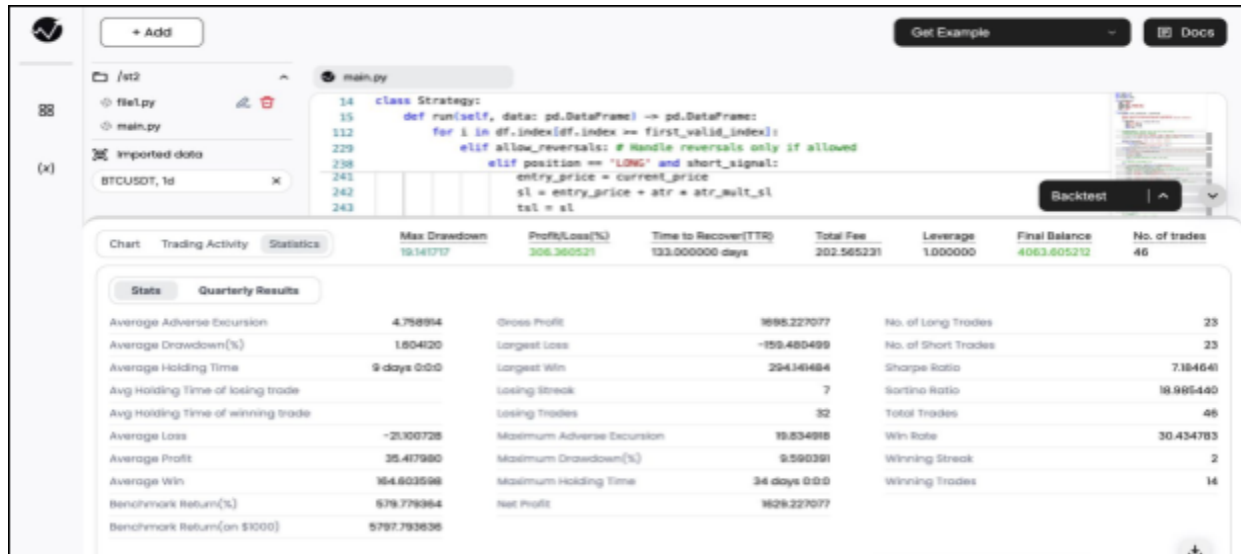 + Add
Get Example
Docs
/st2
main.py
file1.py
main.py
Imported data
BTCUSDT, 1d
(x)
14 class Strategy:
15 def run(self, data: pd.DataFrame) -> pd.DataFrame:
112 for i in df.index[df.index >= first_valid_index]:
229 elif allow_reversals: # Handle reversals only if allowed
238 elif position == 'LONG' and short_signal:
241 entry_price = current_price
242 sl = entry_price + atr * atr_mult_sl
243 tsl = sl
Backtest
Chart Trading Activity Statistics
Max Drawdown Profit/Loss(%) Time to Recover(TTR) Total Fee Leverage Final Balance No. of trades
19.141717 306.360521 133.000000 days 202.565231 1.000000 4063.605212 46
Stats Quarterly Results
Average Adverse Excursion 4.758914 Gross Profit 1698.227077 No. of Long Trades 23
Average Drawdown(%) 1.604120 Largest Loss -159.480499 No. of Short Trades 23
Average Holding Time 9 days 0:0:0 Largest Win 294.141484 Sharpe Ratio 7.184641
Avg Holding Time of losing trade Losing Streak 7 Sortino Ratio 18.985440
Avg Holding Time of winning trade Losing Trades 32 Total Trades 46
Average Loss -21.100728 Maximum Adverse Excursion 19.834918 Win Rate 30.434783
Average Profit 35.417980 Maximum Drawdown(%) 9.590391 Winning Streak 2
Average Win 164.603598 Maximum Holding Time 34 days 0:0:0 Winning Trades 14
Benchmark Return(%) 579.779364 Net Profit 1629.227077
Benchmark Return(on $1000) 5797.793636